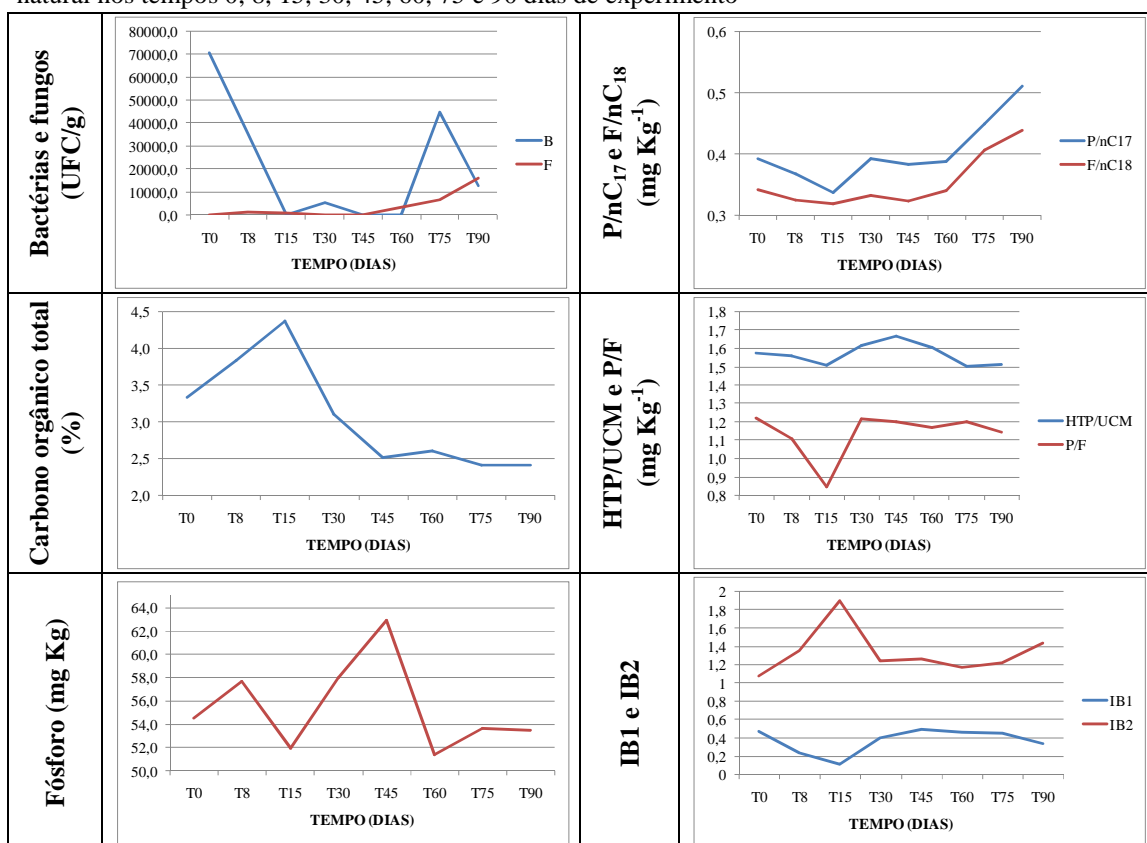 natural nos tempos 0, 8, 15, 30, 45, 60, 75 e 90 dias de experimento
Bactérias e fungos
(UFC/g)
80000,0
70000,0
60000,0
50000,0
40000,0
30000,0
20000,0
10000,0
0,0
T0 T8 T15 T30 T45 T60 T75 T90
TEMPO (DIAS)
B
F
P/nC17 e F/nC18
(mg Kg-1)
0,6
0,5
0,4
0,3
T0 T8 T15 T30 T45 T60 T75 T90
TEMPO (DIAS)
P/nC17
F/nC18
Carbono orgânico total
(%)
4,5
4,0
3,5
3,0
2,5
2,0
T0 T8 T15 T30 T45 T60 T75 T90
TEMPO (DIAS)
HTP/UCM e P/F
(mg Kg-1)
1,8
1,7
1,6
1,5
1,4
1,3
1,2
1,1
1,0
0,9
0,8
T0 T8 T15 T30 T45 T60 T75 T90
TEMPO (DIAS)
HTP/UCM
P/F
Fósforo (mg Kg)
64,0
62,0
60,0
58,0
56,0
54,0
52,0
50,0
T0 T8 T15 T30 T45 T60 T75 T90
TEMPO (DIAS)
IB1 e IB2
2
1,8
1,6
1,4
1,2
1
0,8
0,6
0,4
0,2
0
T0 T8 T15 T30 T45 T60 T75 T90
TEMPO (DIAS)
IB1
IB2